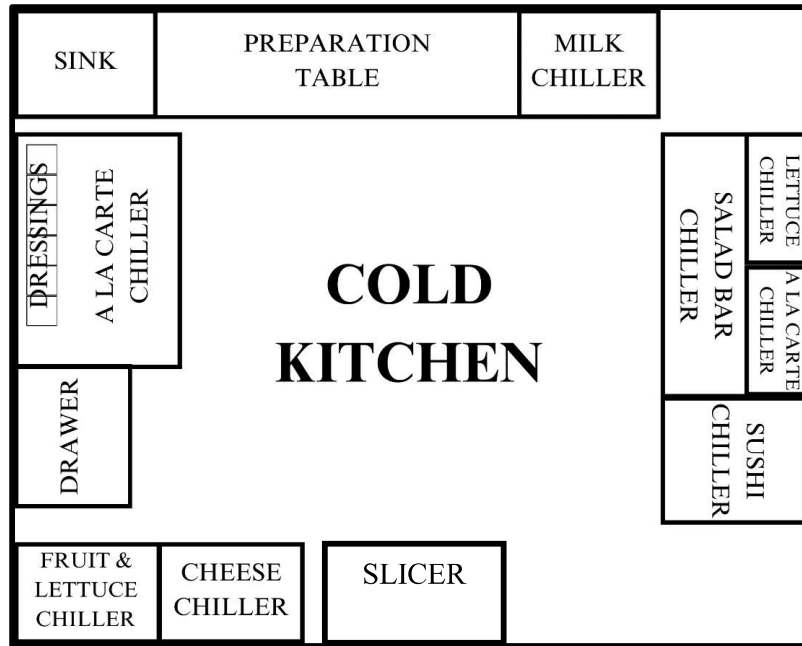 SINK
PREPARATION
TABLE
MILK
CHILLER
DRESSINGS
A LA CARTE
CHILLER
COLD
KITCHEN
SALAD BAR
CHILLER
LETTUCE
CHILLER
A LA CARTE
CHILLER
DRAWER
SUSHI
CHILLER
FRUIT &
LETTUCE
CHILLER
CHEESE
CHILLER
SLICER